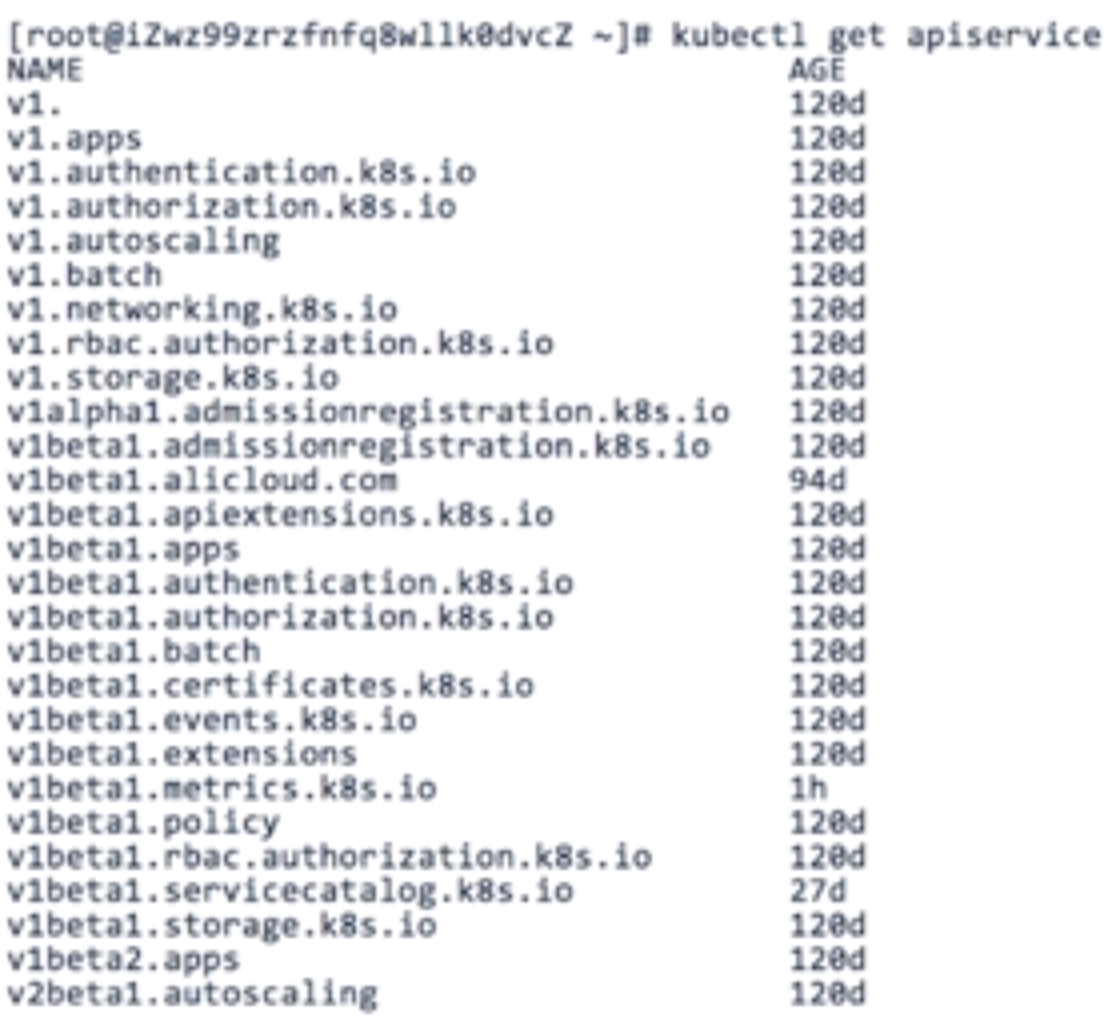 [root@iZwz99zrzfnfq8wllk0dvcZ ~]# kubectl get apiservice
NAME AGE
v1. 120d
v1.apps 120d
v1.authentication.k8s.io 120d
v1.authorization.k8s.io 120d
v1.autoscaling 120d
v1.batch 120d
v1.networking.k8s.io 120d
v1.rbac.authorization.k8s.io 120d
v1.storage.k8s.io 120d
v1alpha1.admissionregistration.k8s.io 120d
v1beta1.admissionregistration.k8s.io 120d
v1beta1.alicloud.com 94d
v1beta1.apiextensions.k8s.io 120d
v1beta1.apps 120d
v1beta1.authentication.k8s.io 120d
v1beta1.authorization.k8s.io 120d
v1beta1.batch 120d
v1beta1.certificates.k8s.io 120d
v1beta1.events.k8s.io 120d
v1beta1.extensions 120d
v1beta1.metrics.k8s.io 1h
v1beta1.policy 120d
v1beta1.rbac.authorization.k8s.io 120d
v1beta1.servicecatalog.k8s.io 27d
v1beta1.storage.k8s.io 120d
v1beta2.apps 120d
v2beta1.autoscaling 120d